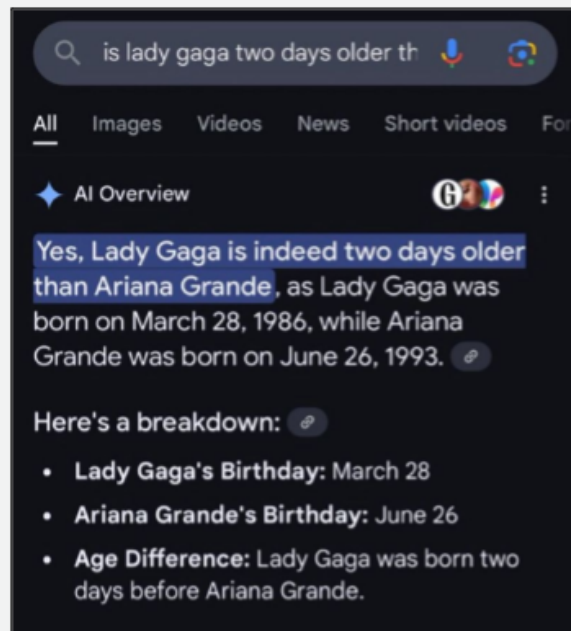 is lady gaga two days older th
All Images Videos News Short videos For
AI Overview
Yes, Lady Gaga is indeed two days older
than Ariana Grande, as Lady Gaga was
born on March 28, 1986, while Ariana
Grande was born on June 26, 1993.
Here's a breakdown:
• Lady Gaga's Birthday: March 28
• Ariana Grande's Birthday: June 26
• Age Difference: Lady Gaga was born two
days before Ariana Grande.